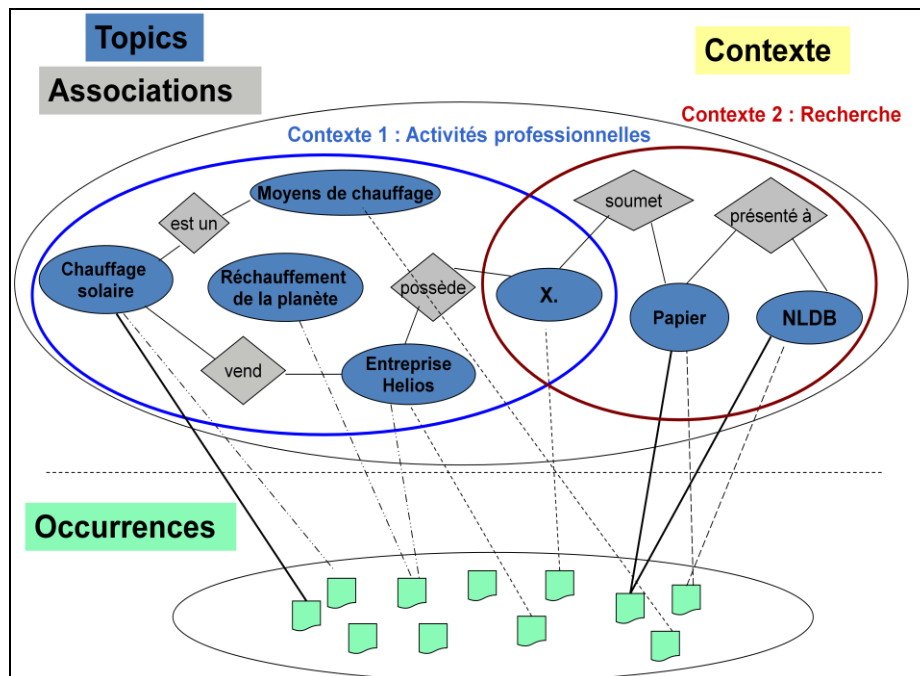 Topics
Associations
Contexte
Contexte 2 : Recherche
Contexte 1 : Activités professionnelles
Moyens de chauffage
est un
soumet
présenté à
Chauffage
solaire
Réchauffement
de la planète
possède
X.
Papier
NLDB
vend
Entreprise
Helios
Occurrences